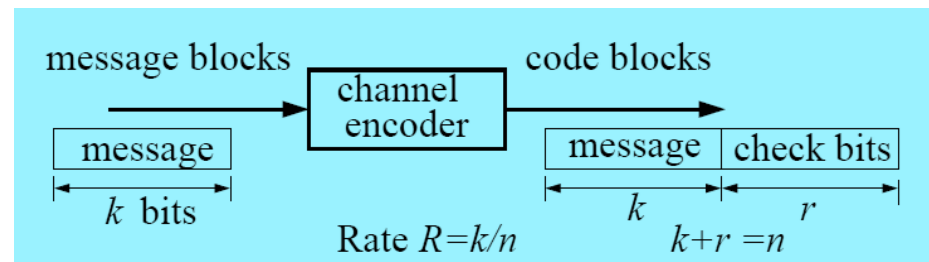 message blocks
code blocks
channel
encoder
message
message
check bits
k bits
k
r
Rate R=k/n
k+r =n